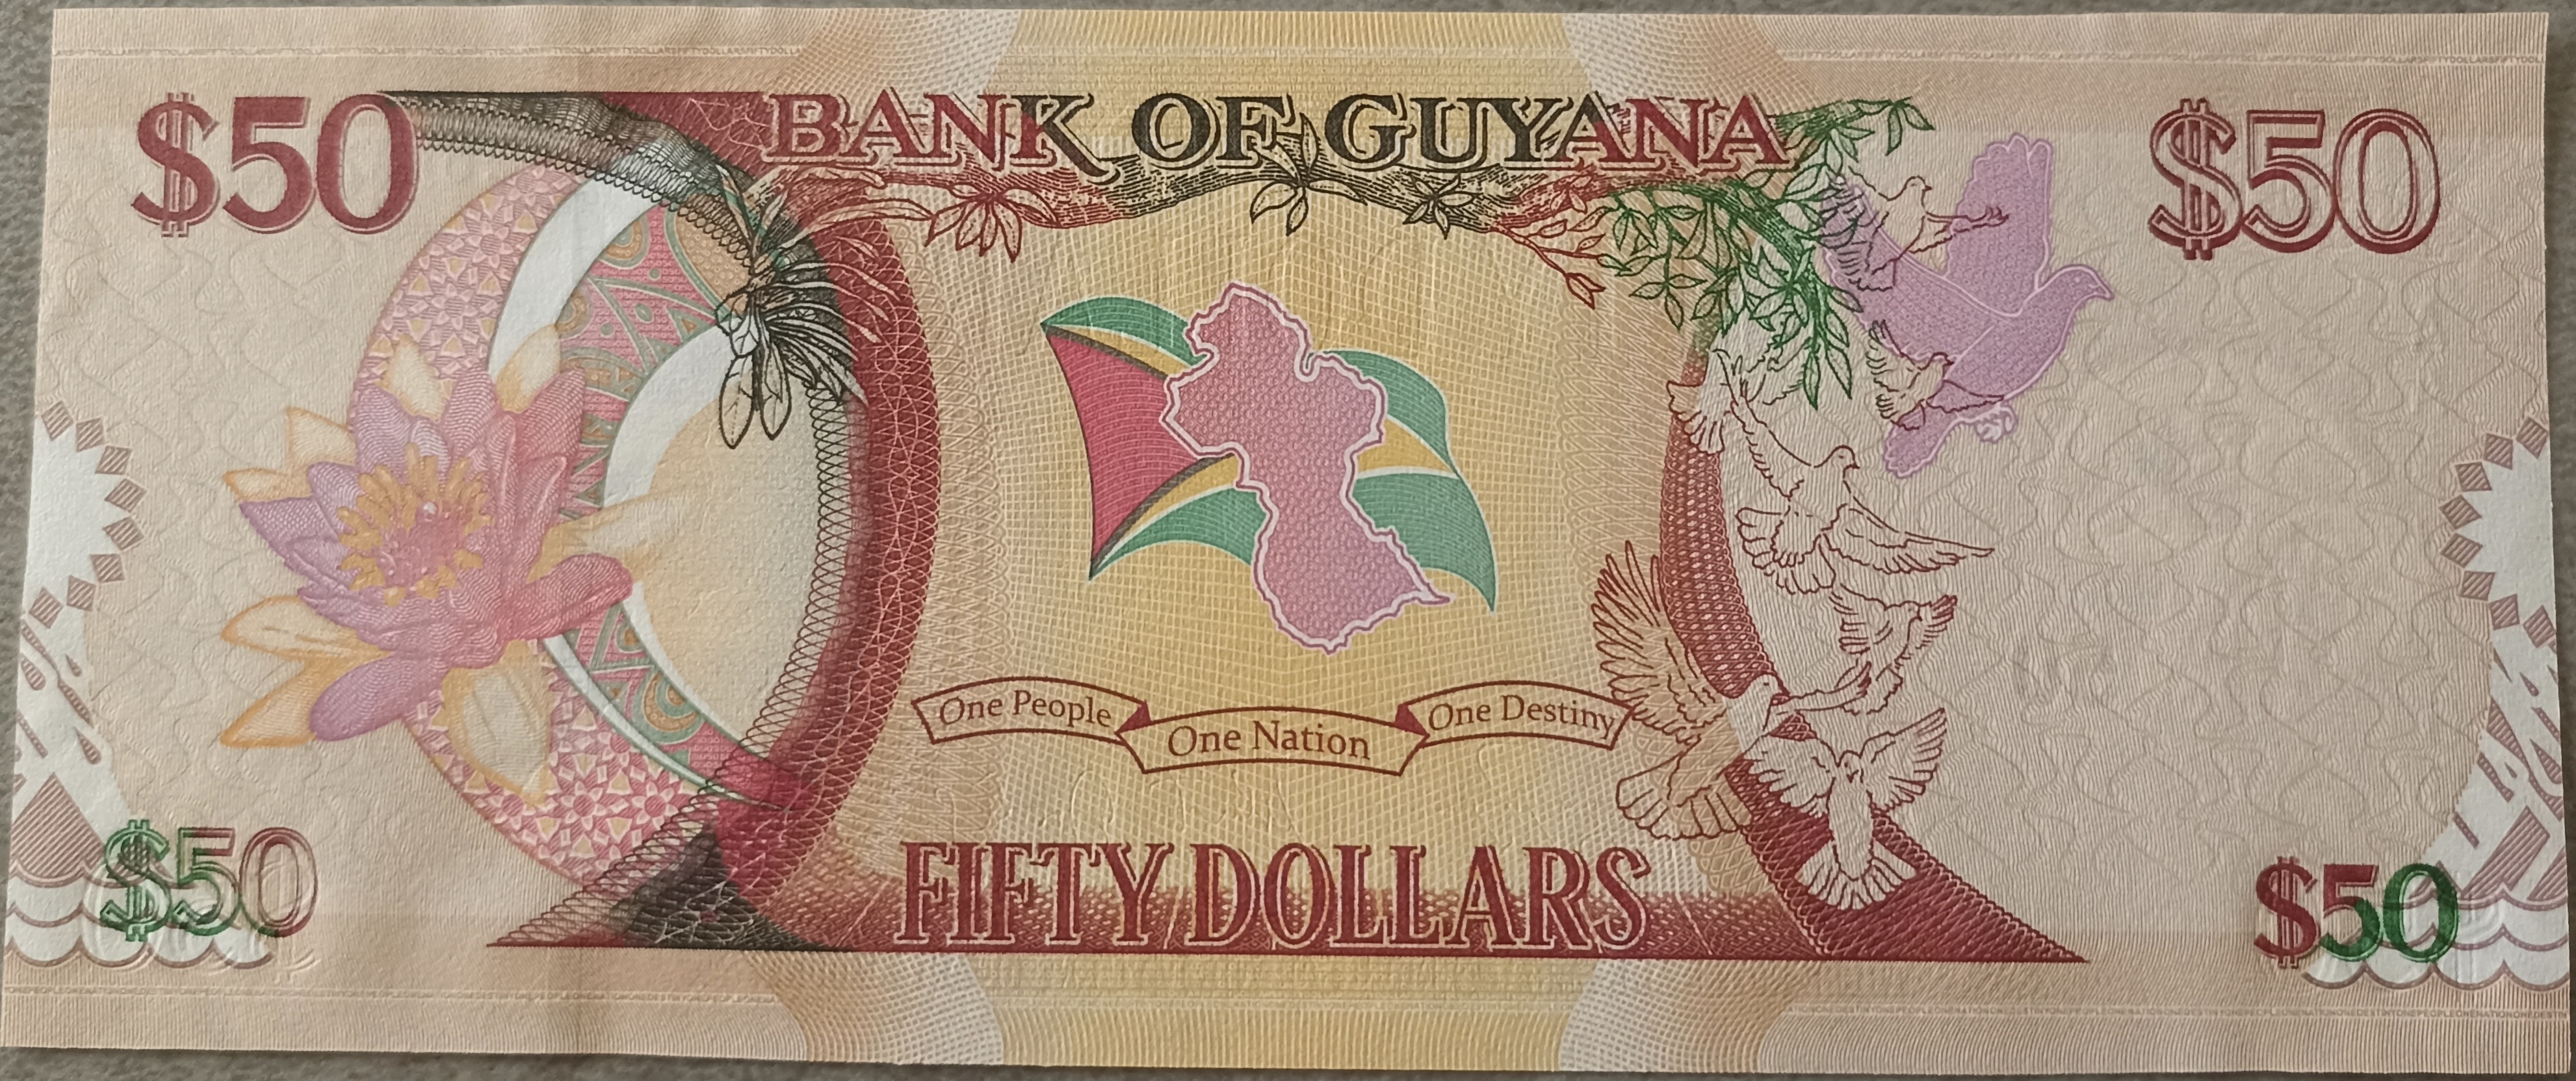 $50
BANK OF GUYANA
$50
One People
One Nation
One Destiny
$50
FIFTY DOLLARS
$50